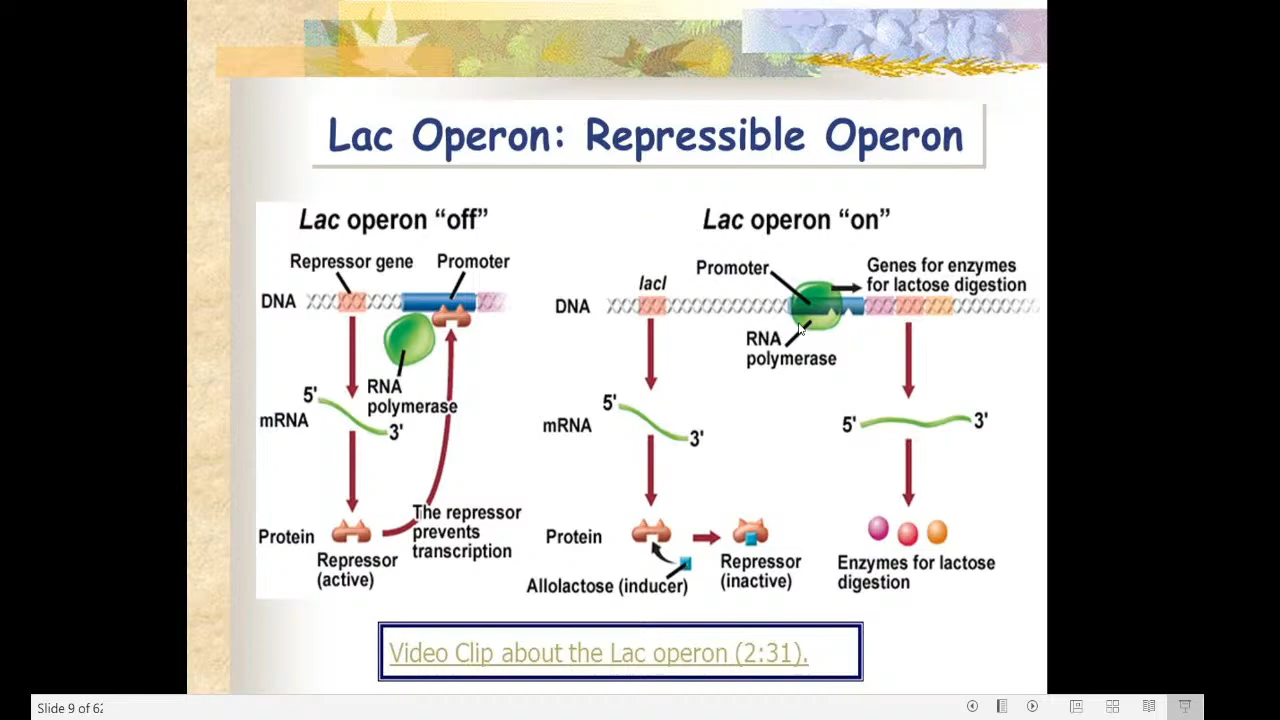 Lac Operon: Repressible Operon
Lac operon “off”
Repressor gene
Promoter
DNA
RNA
polymerase
5'
mRNA
3'
The repressor
prevents
transcription
Protein
Repressor
(active)
Lac operon “on”
Promoter
Genes for enzymes
for lactose digestion
lacI
DNA
RNA
polymerase
5'
mRNA
3'
5'
3'
Protein
Allolactose (inducer)
Repressor
(inactive)
Enzymes for lactose
digestion
Video Clip about the Lac operon (2:31).
Slide 9 of 62